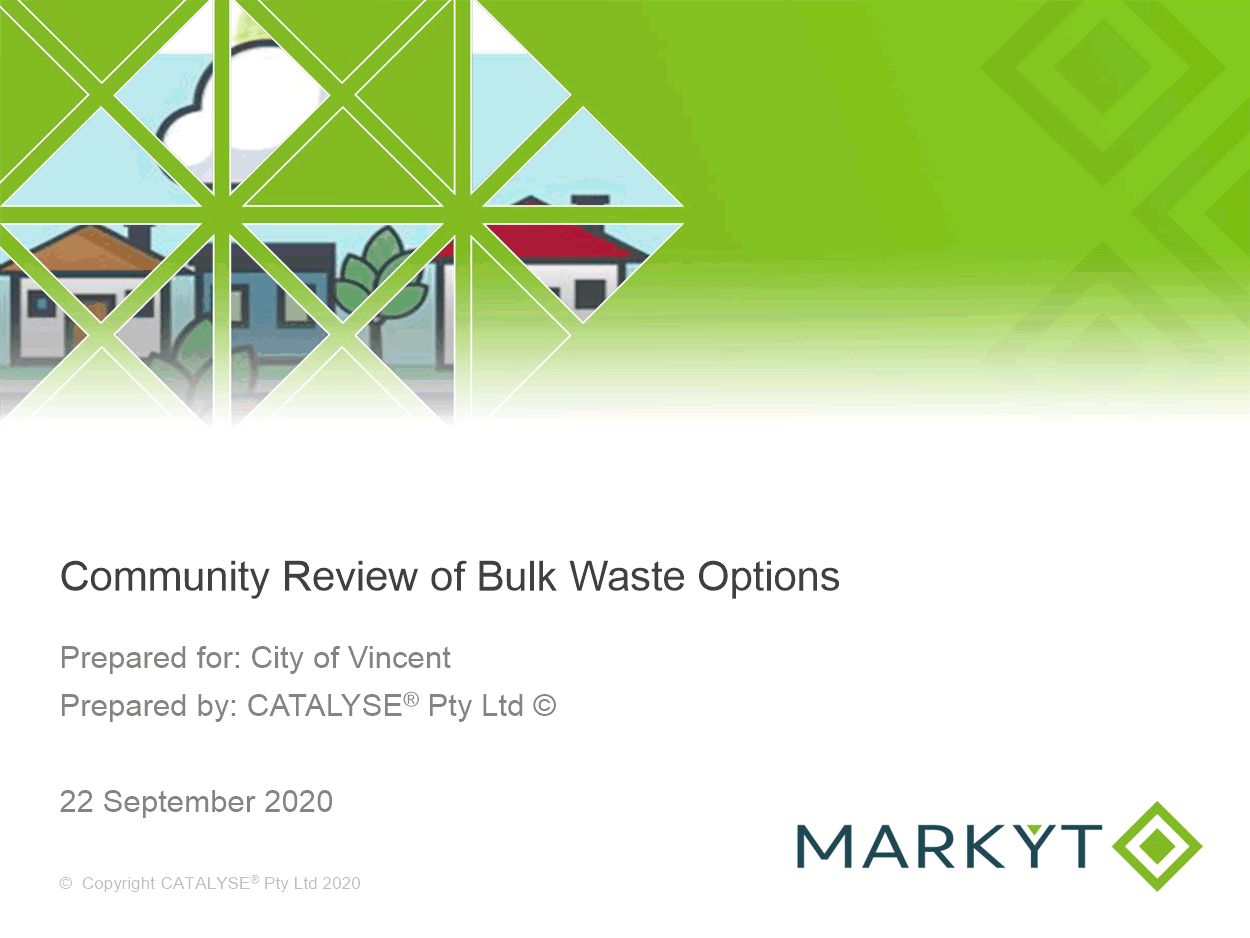 Community Review of Bulk Waste Options
Prepared for: City of Vincent
Prepared by: CATALYSE® Pty Ltd ©
22 September 2020
MARKYT
© Copyright CATALYSE® Pty Ltd 2020